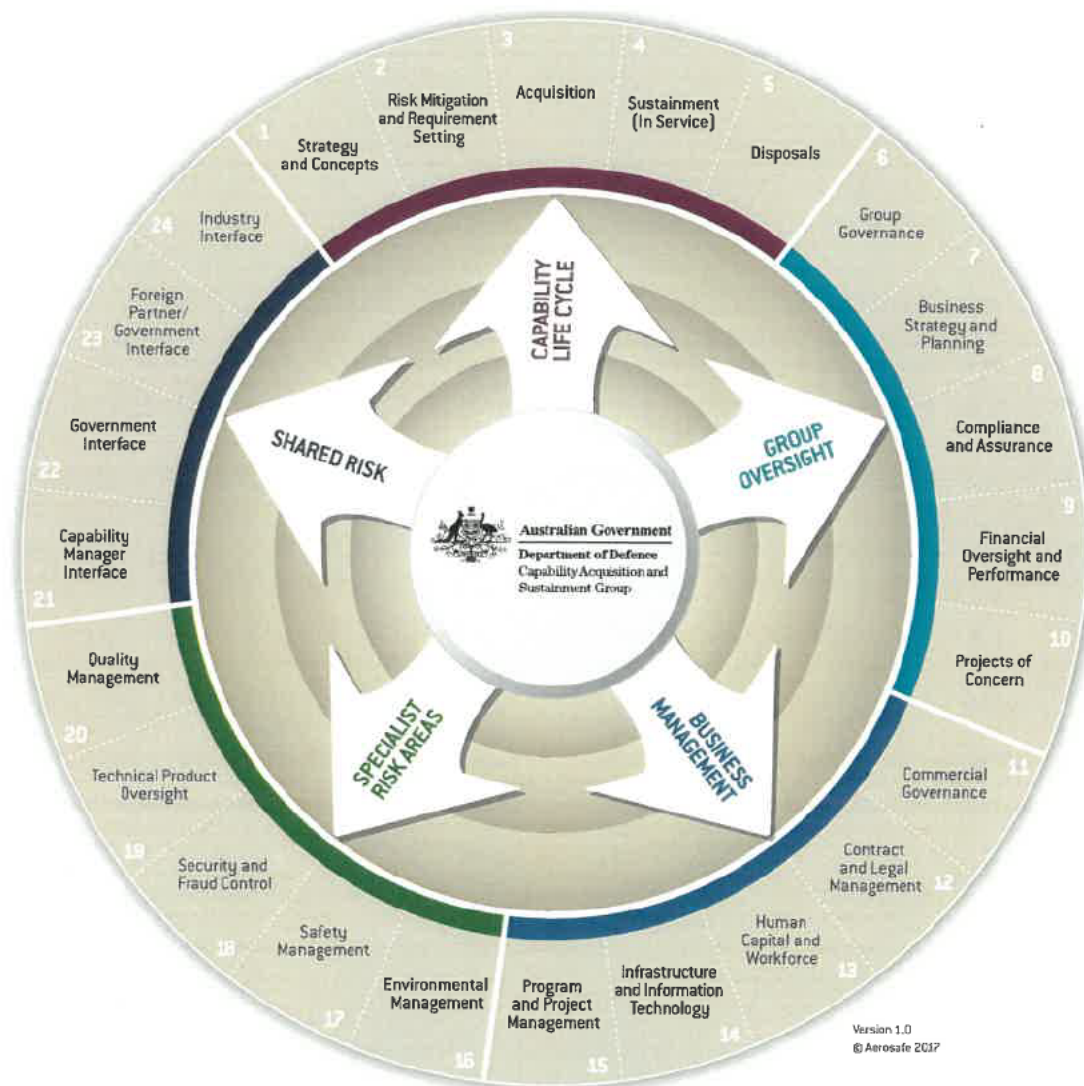 1
Strategy
and Concepts
2
Risk Mitigation
and Requirement
Setting
3
Acquisition
4
Sustainment
(In Service)
5
Disposals
6
Group
Governance
7
Business
Strategy and
Planning
8
Compliance
and Assurance
9
Financial
Oversight and
Performance
10
Projects of
Concern
11
Commercial
Governance
12
Contract
and Legal
Management
13
Human
Capital and
Workforce
14
Infrastructure
and Information
Technology
15
Program
and Project
Management
16
Environmental
Management
17
Safety
Management
18
Security and
Fraud Control
19
Technical Product
Oversight
20
Quality
Management
21
Capability
Manager
Interface
22
Government
Interface
23
Foreign
Partner/
Government
Interface
24
Industry
Interface
CAPABILITY
LIFE CYCLE
GROUP
OVERSIGHT
BUSINESS
MANAGEMENT
SPECIALIST
RISK AREAS
SHARED RISK
Australian Government
Department of Defence
Capability Acquisition and
Sustainment Group
Version 1.0
© Aerosafe 2017